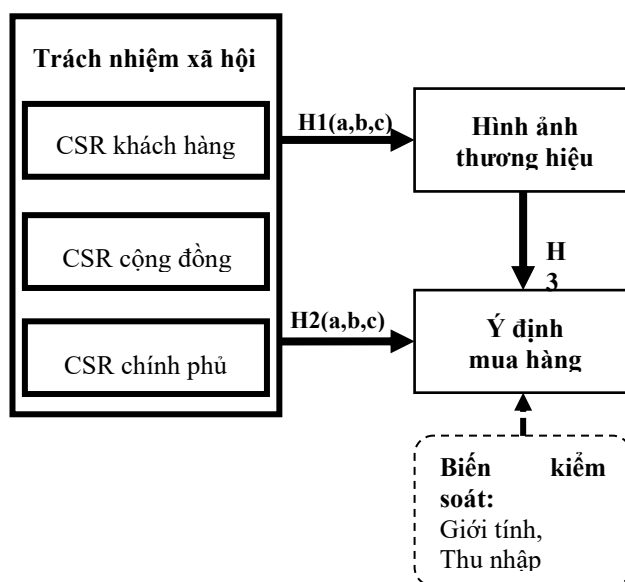 Trách nhiệm xã hội
CSR khách hàng
CSR cộng đồng
CSR chính phủ
H1(a,b,c)
H2(a,b,c)
Hình ảnh
thương hiệu
H
3
Ý định
mua hàng
Biến kiểm
soát:
Giới tính,
Thu nhập